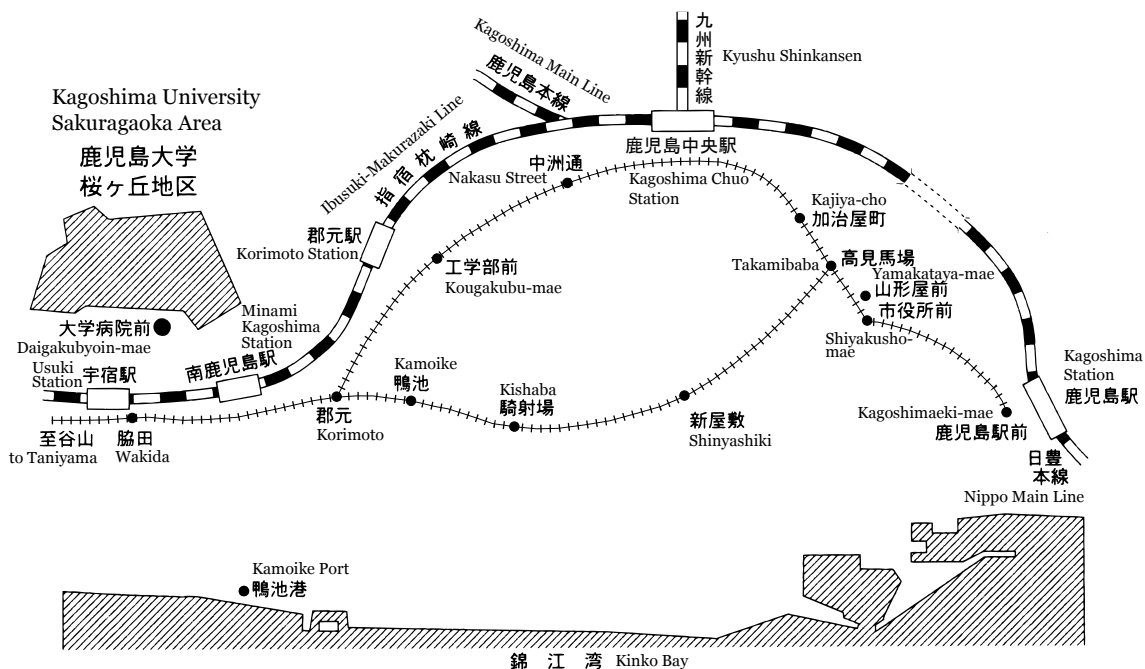 Kagoshima University
Sakuragaoka Area
鹿児島大学
桜ヶ丘地区
Kagoshima Main Line
鹿児島本線
九州新幹線
Kyushu Shinkansen
Ibusuki-Makurazaki Line
指宿枕崎線
鹿児島中央駅
Kagoshima Chuo
Station
中洲通
Nakasu Street
Kajiya-cho
加治屋町
郡元駅
Korimoto Station
工学部前
Kougakubu-mae
Takamibaba
高見馬場
Yamakataya-mae
山形屋前
市役所前
Shiyakusho-
mae
大学病院前
Daigakubyoin-mae
Minami
Kagoshima
Station
南鹿児島駅
Usuki
Station
宇宿駅
Kamoike
鴨池
Kishaba
騎射場
Kagoshima
Station
鹿児島駅
Kagoshimaeki-mae
鹿児島駅前
至谷山
to Taniyama
脇田
Wakida
郡元
Korimoto
新屋敷
Shinyashiki
日豊
本線
Nippo Main Line
Kamoike Port
鴨池港
錦江湾 Kinko Bay